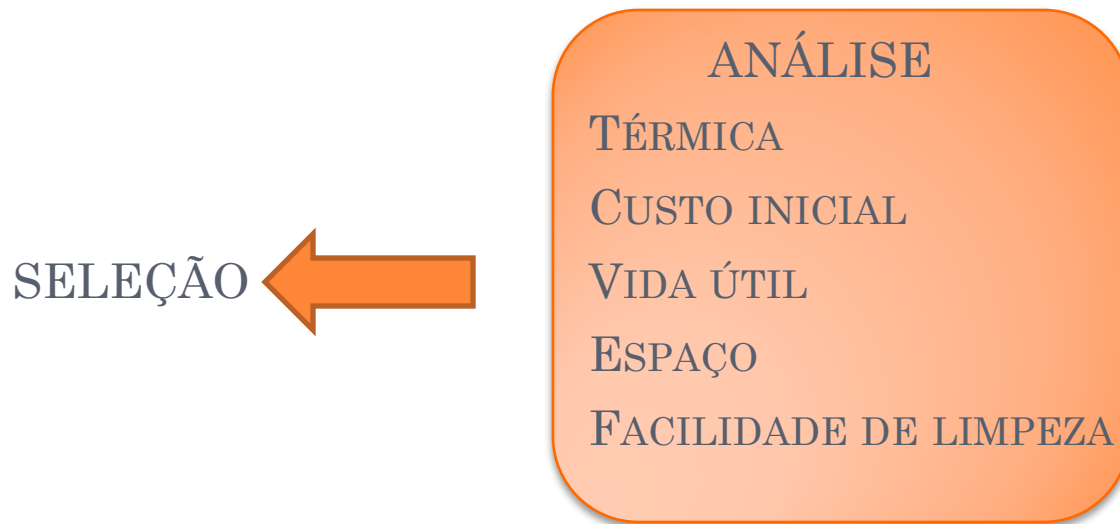 SELEÇÃO
ANÁLISE
TÉRMICA
CUSTO INICIAL
VIDA ÚTIL
ESPAÇO
FACILIDADE DE LIMPEZA